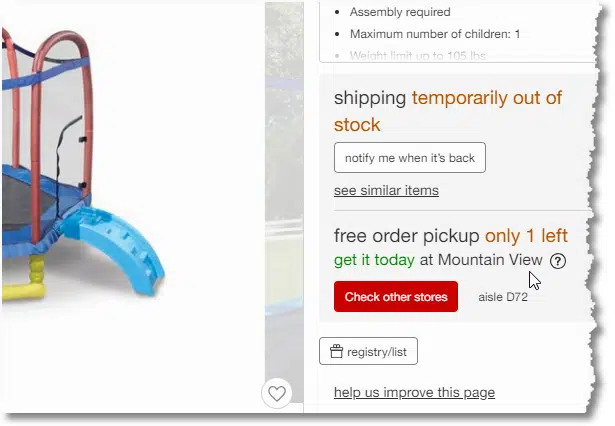 Assembly required
Maximum number of children: 1
Weight limit up to 105 lbs.
shipping temporarily out of
stock
notify me when it's back
see similar items
free order pickup only 1 left
get it today at Mountain View ?
Check other stores
aisle D72
registry/list
help us improve this page